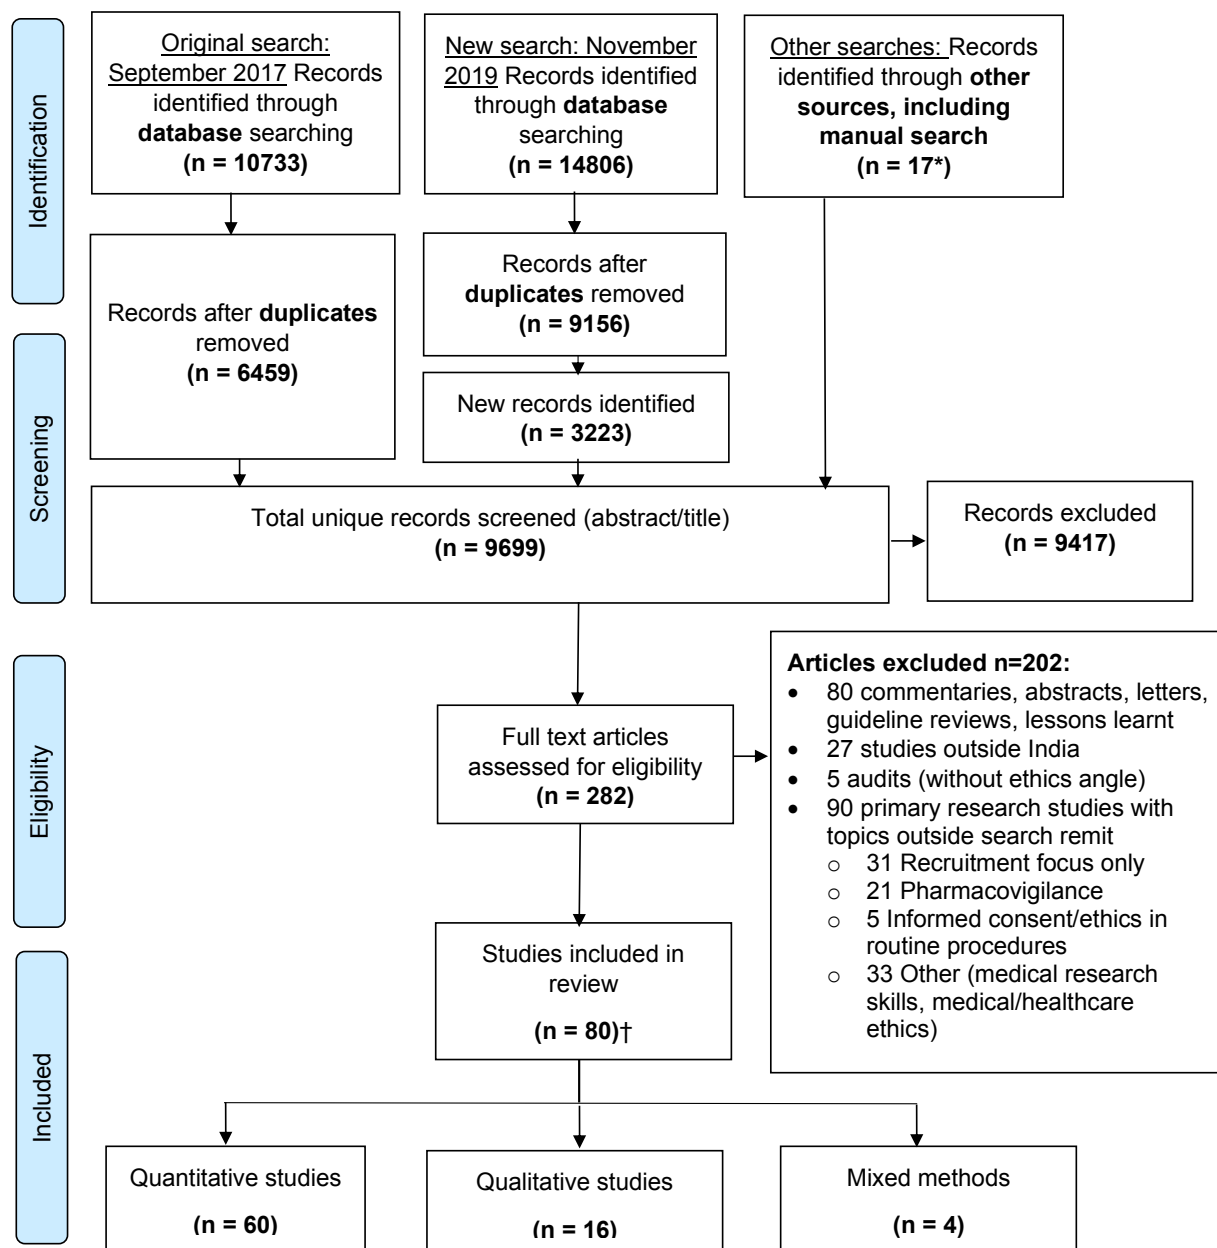 Identification
Original search:
September 2017 Records
identified through
database searching
(n = 10733)
New search: November
2019 Records identified
through database
searching
(n = 14806)
Other searches: Records
identified through other
sources, including
manual search
(n = 17*)
Records after duplicates
removed
(n = 6459)
Records after
duplicates removed
(n = 9156)
Screening
New records identified
(n = 3223)
Total unique records screened (abstract/title)
(n = 9699)
Records excluded
(n = 9417)
Eligibility
Full text articles
assessed for eligibility
(n = 282)
Articles excluded n=202:
• 80 commentaries, abstracts, letters,
guideline reviews, lessons learnt
• 27 studies outside India
• 5 audits (without ethics angle)
• 90 primary research studies with
topics outside search remit
o 31 Recruitment focus only
o 21 Pharmacovigilance
o 5 Informed consent/ethics in
routine procedures
o 33 Other (medical research
skills, medical/healthcare
ethics)
Included
Studies included in
review
(n = 80)†
Quantitative studies
(n = 60)
Qualitative studies
(n = 16)
Mixed methods
(n = 4)